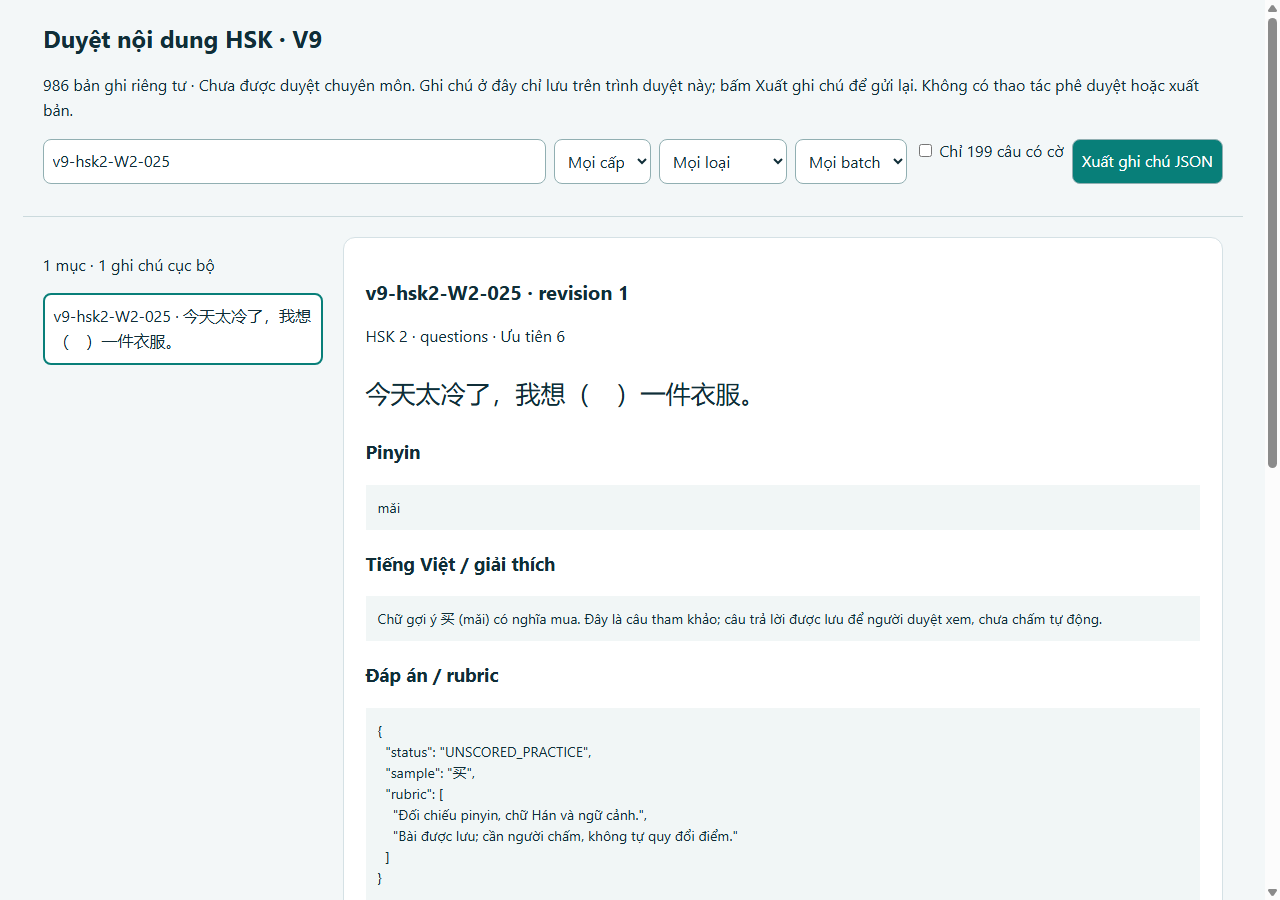 Duyệt nội dung HSK · V9
986 bản ghi riêng tư · Chưa được duyệt chuyên môn. Ghi chú ở đây chỉ lưu trên trình duyệt này; bấm Xuất ghi chú để gửi lại. Không có thao tác phê duyệt hoặc xuất
bản.
v9-hsk2-W2-025
Mọi cấp
Mọi loại
Mọi batch
Chỉ 199 câu có cờ
Xuất ghi chú JSON
1 mục · 1 ghi chú cục bộ
v9-hsk2-W2-025 · 今天太冷了，我想
（　）一件衣服。
v9-hsk2-W2-025 · revision 1
HSK 2 · questions · Ưu tiên 6
今天太冷了，我想（　）一件衣服。
Pinyin
mǎi
Tiếng Việt / giải thích
Chữ gợi ý 买 (mǎi) có nghĩa mua. Đây là câu tham khảo; câu trả lời được lưu để người duyệt xem, chưa chấm tự động.
Đáp án / rubric
{
"status": "UNSCORED_PRACTICE",
"sample": "买",
"rubric": [
"Đối chiếu pinyin, chữ Hán và ngữ cảnh.",
"Bài được lưu; cần người chấm, không tự quy đổi điểm."
]
}